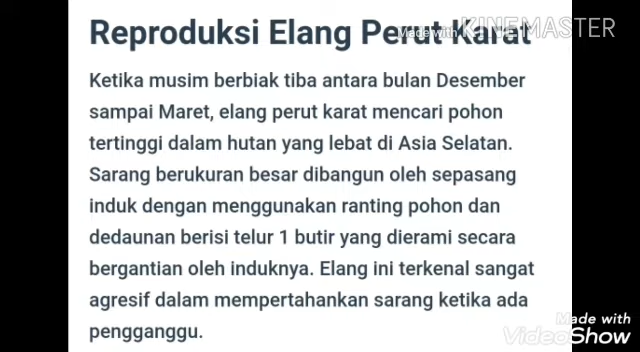 Reproduksi Elang Perut Karat
Made with KINEMASTER
Ketika musim berbiak tiba antara bulan Desember
sampai Maret, elang perut karat mencari pohon
tertinggi dalam hutan yang lebat di Asia Selatan.
Sarang berukuran besar dibangun oleh sepasang
induk dengan menggunakan ranting pohon dan
dedaunan berisi telur 1 butir yang dierami secara
bergantian oleh induknya. Elang ini terkenal sangat
agresif dalam mempertahankan sarang ketika ada
pengganggu.
Made with
VideoShow